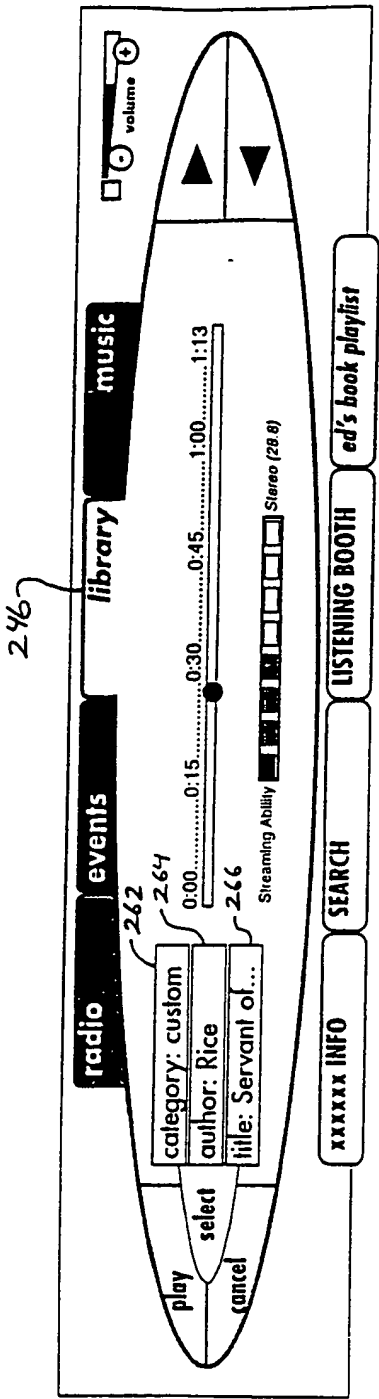 246
radio events library music
- volume +
262
264
266
category: custom
author: Rice
title: Servant of...
play
select
cancel
0:00.........0:15.........0:30.........0:45.........1:00.........1:13
Streaming Ability Stereo (28.8)
xxxxxx INFO SEARCH LISTENING BOOTH ed's book playlist